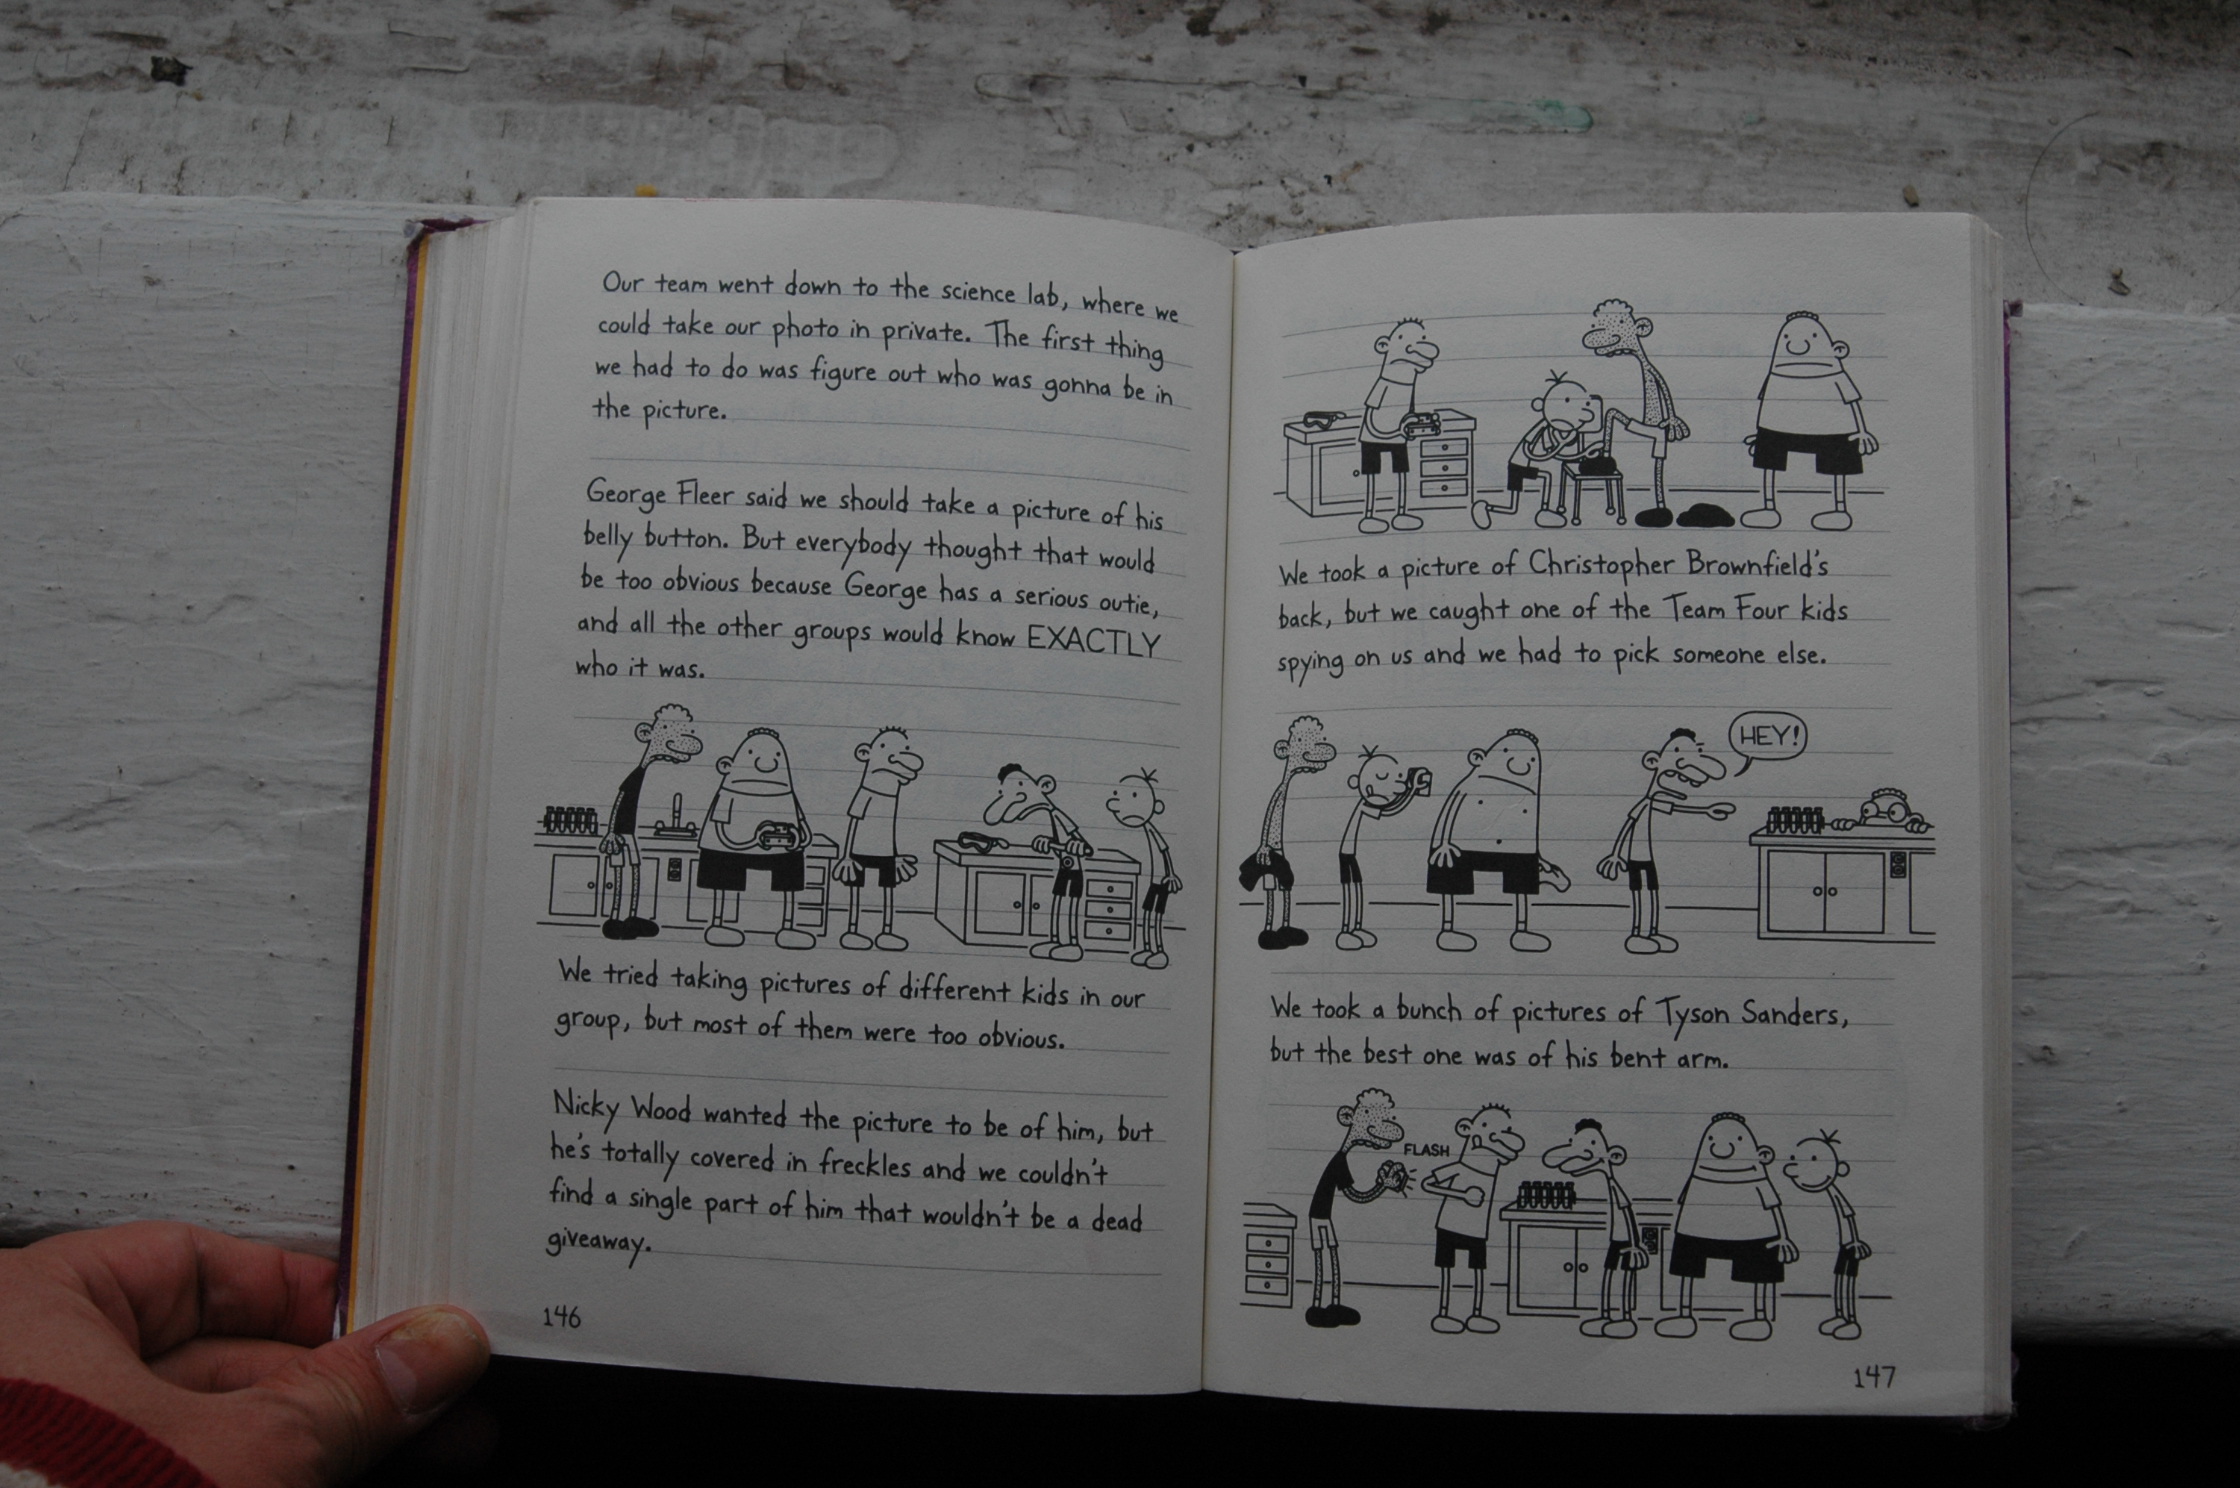 Our team went down to the science lab, where we
could take our photo in private. The first thing
we had to do was figure out who was gonna be in
the picture.
George Fleer said we should take a picture of his
belly button. But everybody thought that would
be too obvious because George has a serious outie,
and all the other groups would know EXACTLY
who it was.
We tried taking pictures of different kids in our
group, but most of them were too obvious.
Nicky Wood wanted the picture to be of him, but
he's totally covered in freckles and we couldn't
find a single part of him that wouldn't be a dead
giveaway.
146
We took a picture of Christopher Brownfield's
back, but we caught one of the Team Four kids
spying on us and we had to pick someone else.
HEY!
We took a bunch of pictures of Tyson Sanders,
but the best one was of his bent arm.
FLASH
147